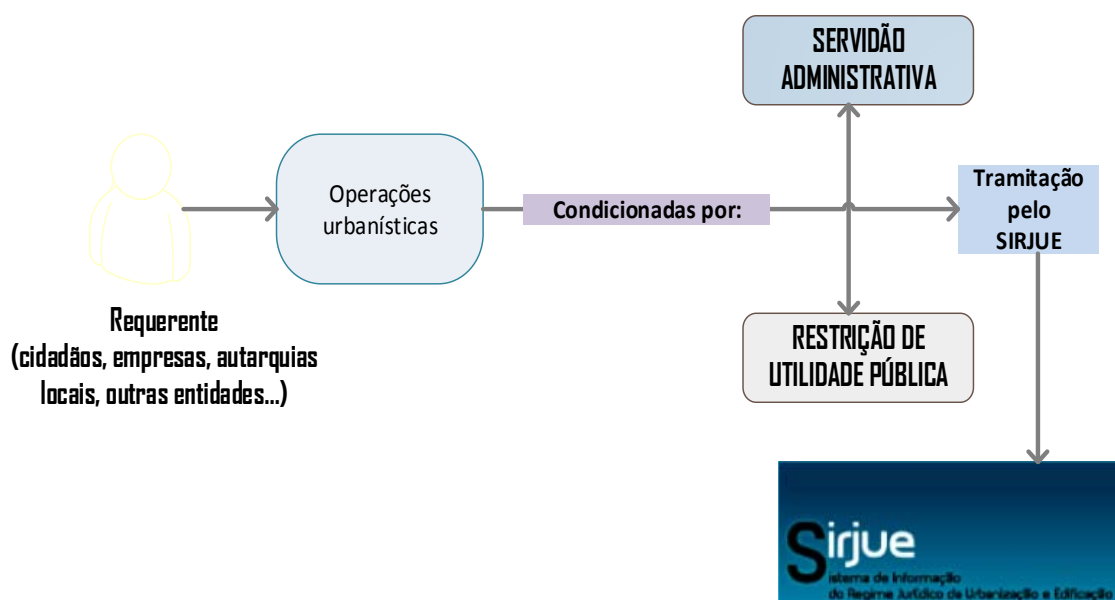 SERVIDÃO
ADMINISTRATIVA
Operações
urbanísticas
Condicionadas por:
Tramitação
pelo
SIRJUE
Requerente
(cidadãos, empresas, autarquias
locais, outras entidades...)
RESTRIÇÃO DE
UTILIDADE PÚBLICA
Sirjue
istema de Informação
do Regime Jurídico da Urbanização e Edificação